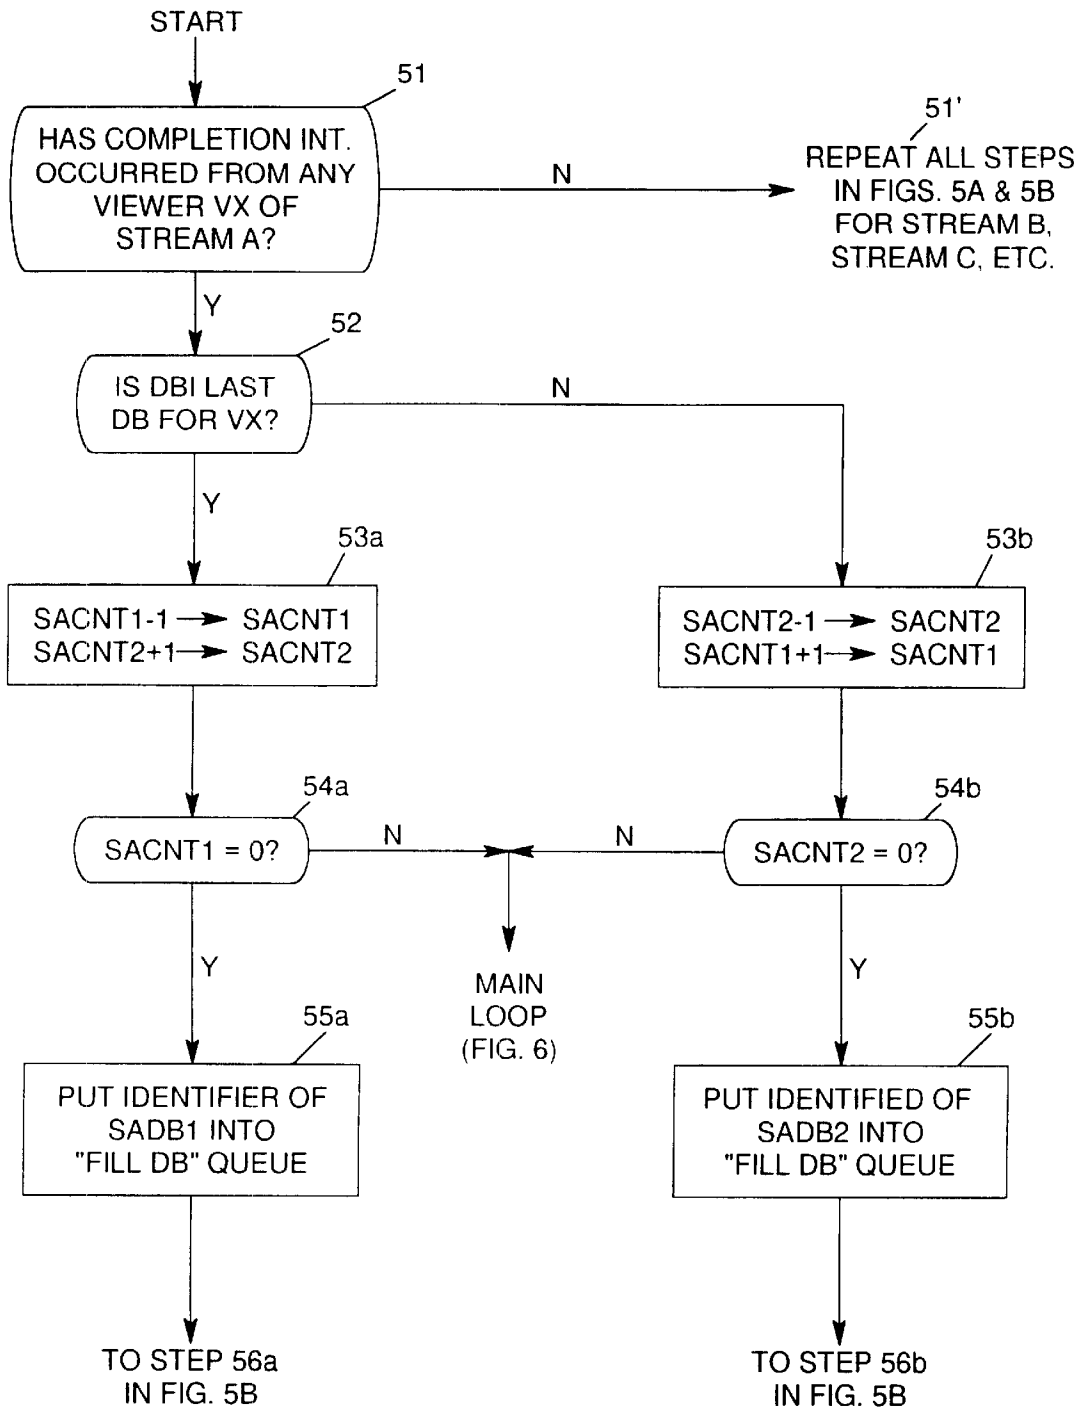 START
51
HAS COMPLETION INT.
OCCURRED FROM ANY
VIEWER VX OF
STREAM A?
N
51'
REPEAT ALL STEPS
IN FIGS. 5A & 5B
FOR STREAM B,
STREAM C, ETC.
Y
52
IS DBI LAST
DB FOR VX?
N
Y
53a
SACNT1-1 → SACNT1
SACNT2+1 → SACNT2
53b
SACNT2-1 → SACNT2
SACNT1+1 → SACNT1
54a
SACNT1 = 0?
N
N
54b
SACNT2 = 0?
Y
MAIN
LOOP
(FIG. 6)
Y
55a
PUT IDENTIFIER OF
SADB1 INTO
"FILL DB" QUEUE
55b
PUT IDENTIFIED OF
SADB2 INTO
"FILL DB" QUEUE
TO STEP 56a
IN FIG. 5B
TO STEP 56b
IN FIG. 5B